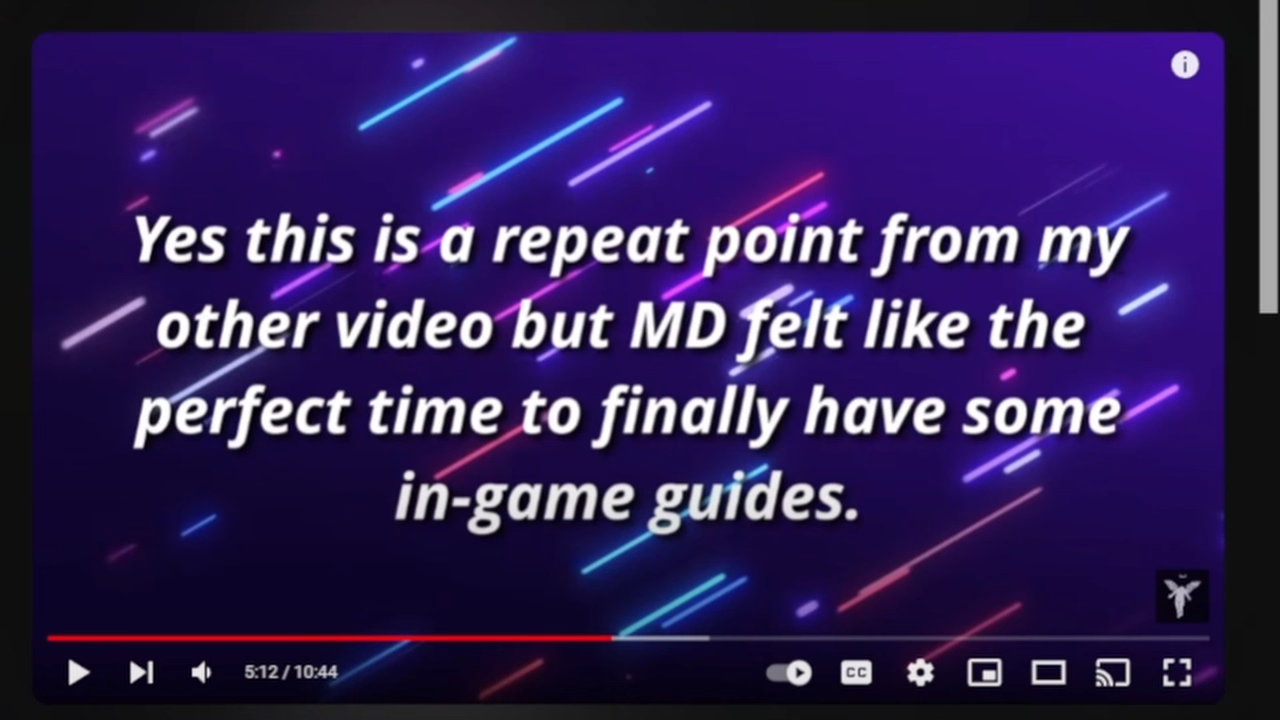 Yes this is a repeat point from my
other video but MD felt like the
perfect time to finally have some
in-game guides.
5:12 / 10:44
CC